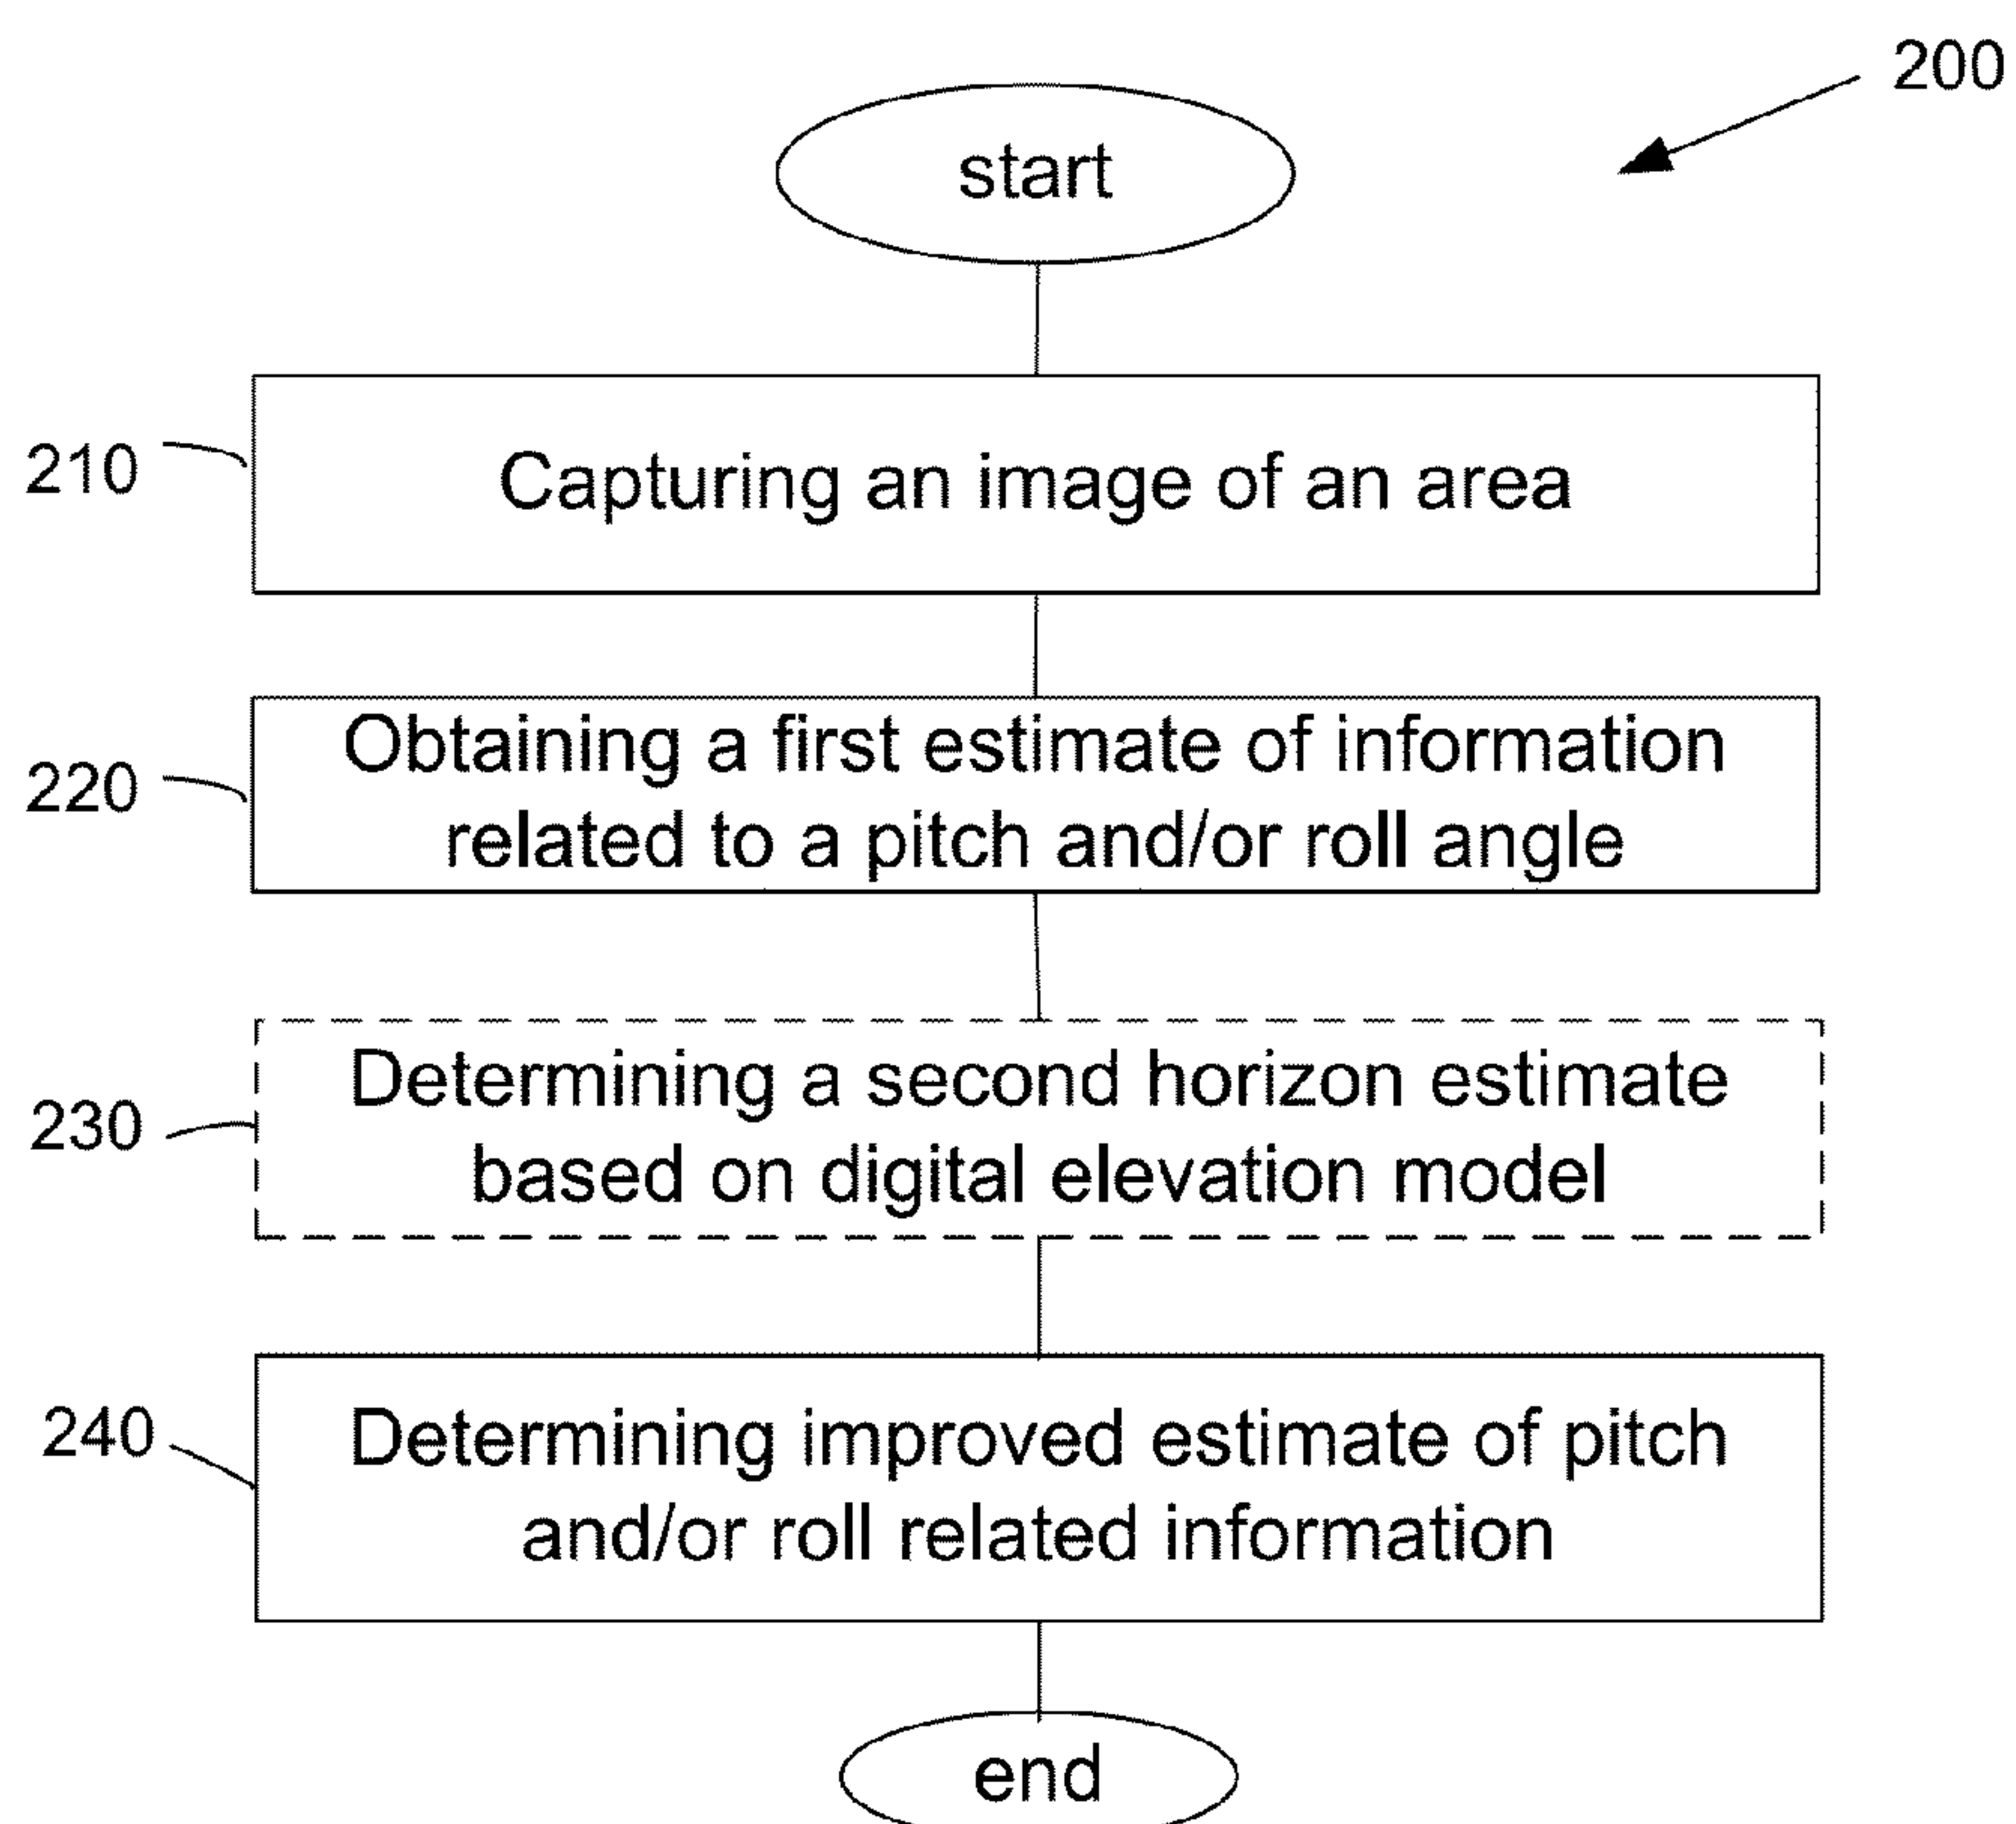 200
start
210
Capturing an image of an area
220
Obtaining a first estimate of information
related to a pitch and/or roll angle
230
Determining a second horizon estimate
based on digital elevation model
240
Determining improved estimate of pitch
and/or roll related information
end